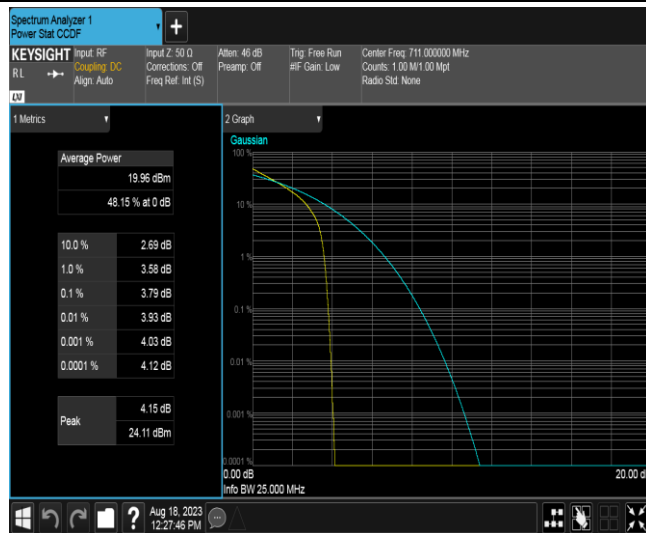 Spectrum Analyzer 1
Power Stat CCDF
+
KEYSIGHT
RL
Input: RF
Coupling: DC
Align: Auto
Input Z: 50 Ω
Corrections: Off
Freq Ref: Int (S)
Atten: 46 dB
Preamp: Off
Trig: Free Run
#IF Gain: Low
Center Freq: 711.000000 MHz
Counts: 1.00 M/1.00 Mpt
Radio Std: None
1 Metrics
Average Power
19.96 dBm
48.15 % at 0 dB
10.0 % 2.69 dB
1.0 % 3.58 dB
0.1 % 3.79 dB
0.01 % 3.93 dB
0.001 % 4.03 dB
0.0001 % 4.12 dB
Peak
4.15 dB
24.11 dBm
2 Graph
Gaussian
100 %
10 %
1 %
0.1 %
0.01 %
0.001 %
0.0001 %
0.00 dB
20.00 d
Info BW 25.000 MHz
?
Aug 18, 2023
12:27:46 PM